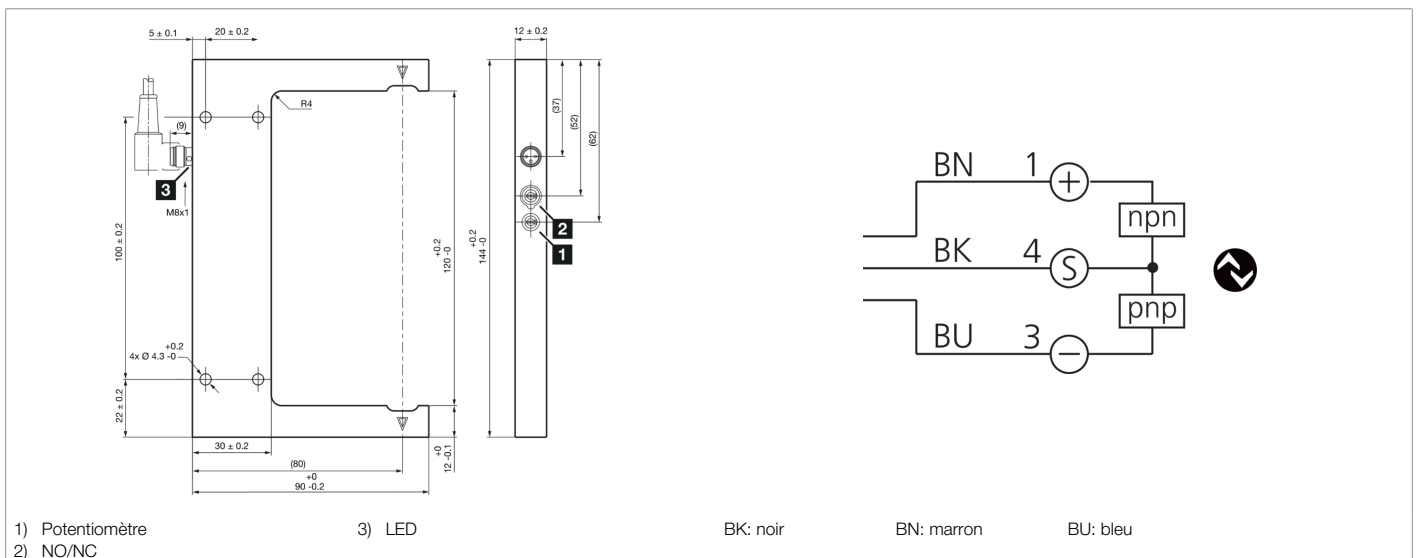 5 ± 0.1
20 ± 0.2
12 ± 0.2
R4
(9)
3
M8x1
100 ± 0.2
(37)
(52)
(62)
2
1
+0.2
120 -0
+0.2
144 -0
+0.2
4x Ø 4.3 -0
22 ± 0.2
30 ± 0.2
(80)
+0
90 -0.2
+0
12 -0.1
BN 1 +
npn
BK 4 S
pnp
BU 3 −
1) Potentiomètre
2) NO/NC
3) LED
BK: noir
BN: marron
BU: bleu